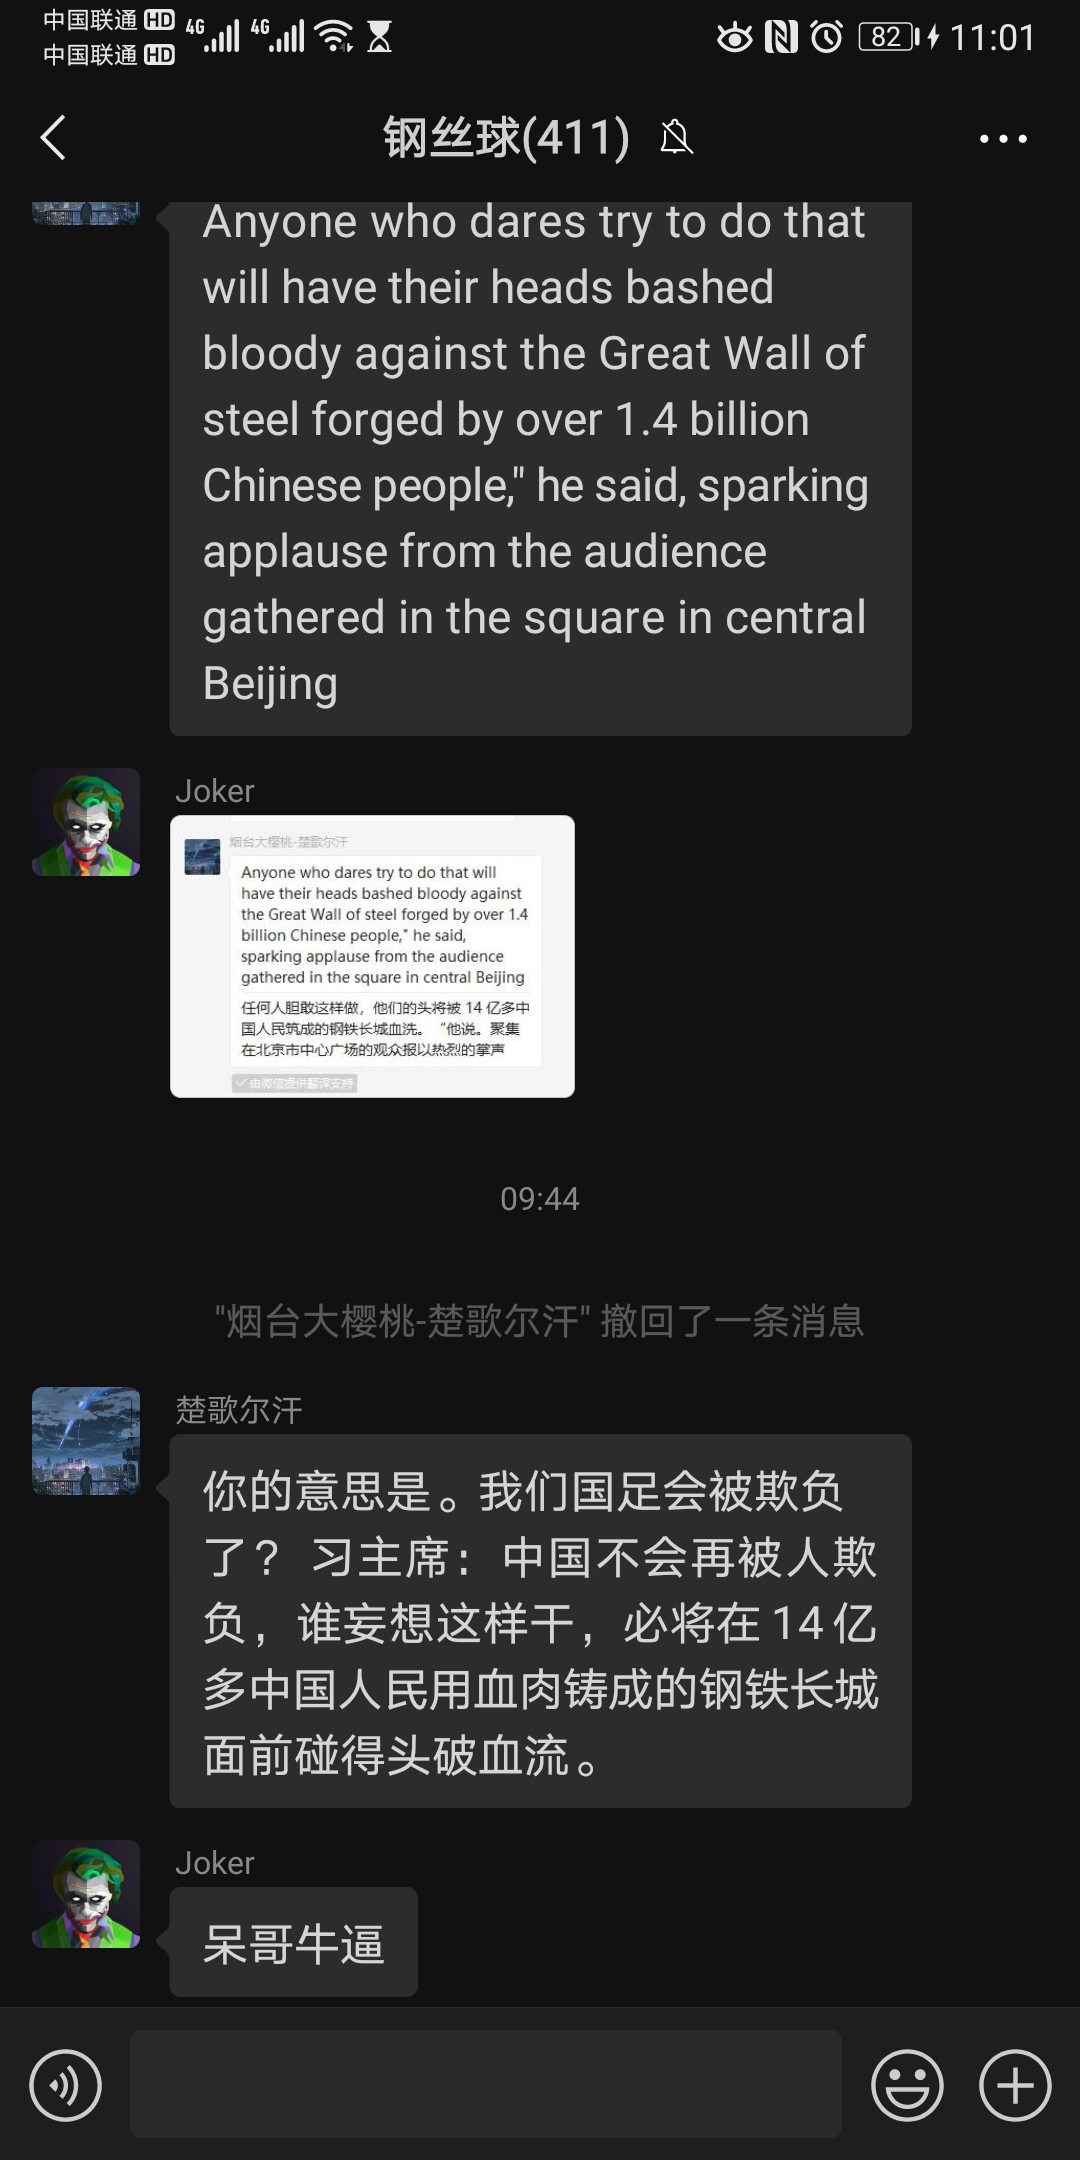 中国联通 HD 4G 4G 82 11:01
中国联通 HD
钢丝球(411)
Anyone who dares try to do that
will have their heads bashed
bloody against the Great Wall of
steel forged by over 1.4 billion
Chinese people," he said, sparking
applause from the audience
gathered in the square in central
Beijing
Joker
烟台大樱桃-楚歌尔汗
Anyone who dares try to do that will
have their heads bashed bloody against
the Great Wall of steel forged by over 1.4
billion Chinese people," he said,
sparking applause from the audience
gathered in the square in central Beijing
任何人胆敢这样做，他们的头将被 14 亿多中
国人民筑成的钢铁长城血洗。“他说。聚集
在北京市中心广场的观众报以热烈的掌声
由微信提供翻译支持
09:44
"烟台大樱桃-楚歌尔汗" 撤回了一条消息
楚歌尔汗
你的意思是。我们国足会被欺负
了？ 习主席：中国不会再被人欺
负，谁妄想这样干，必将在14亿
多中国人民用血肉铸成的钢铁长城
面前碰得头破血流。
Joker
呆哥牛逼